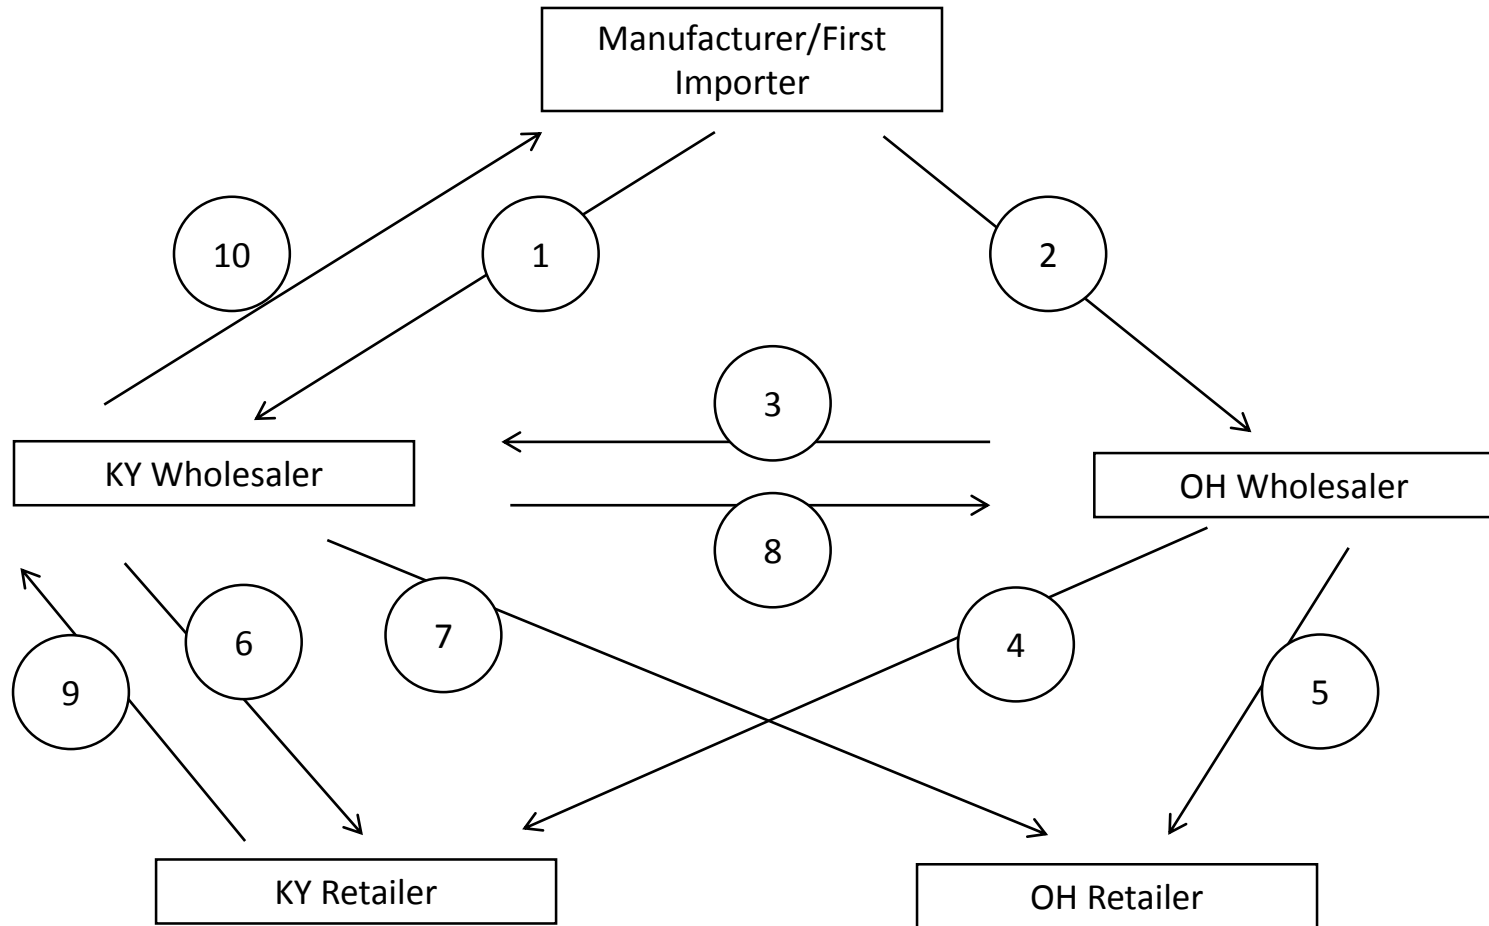 Manufacturer/First
Importer
10
1
2
3
KY Wholesaler
OH Wholesaler
8
6
7
4
9
5
KY Retailer
OH Retailer